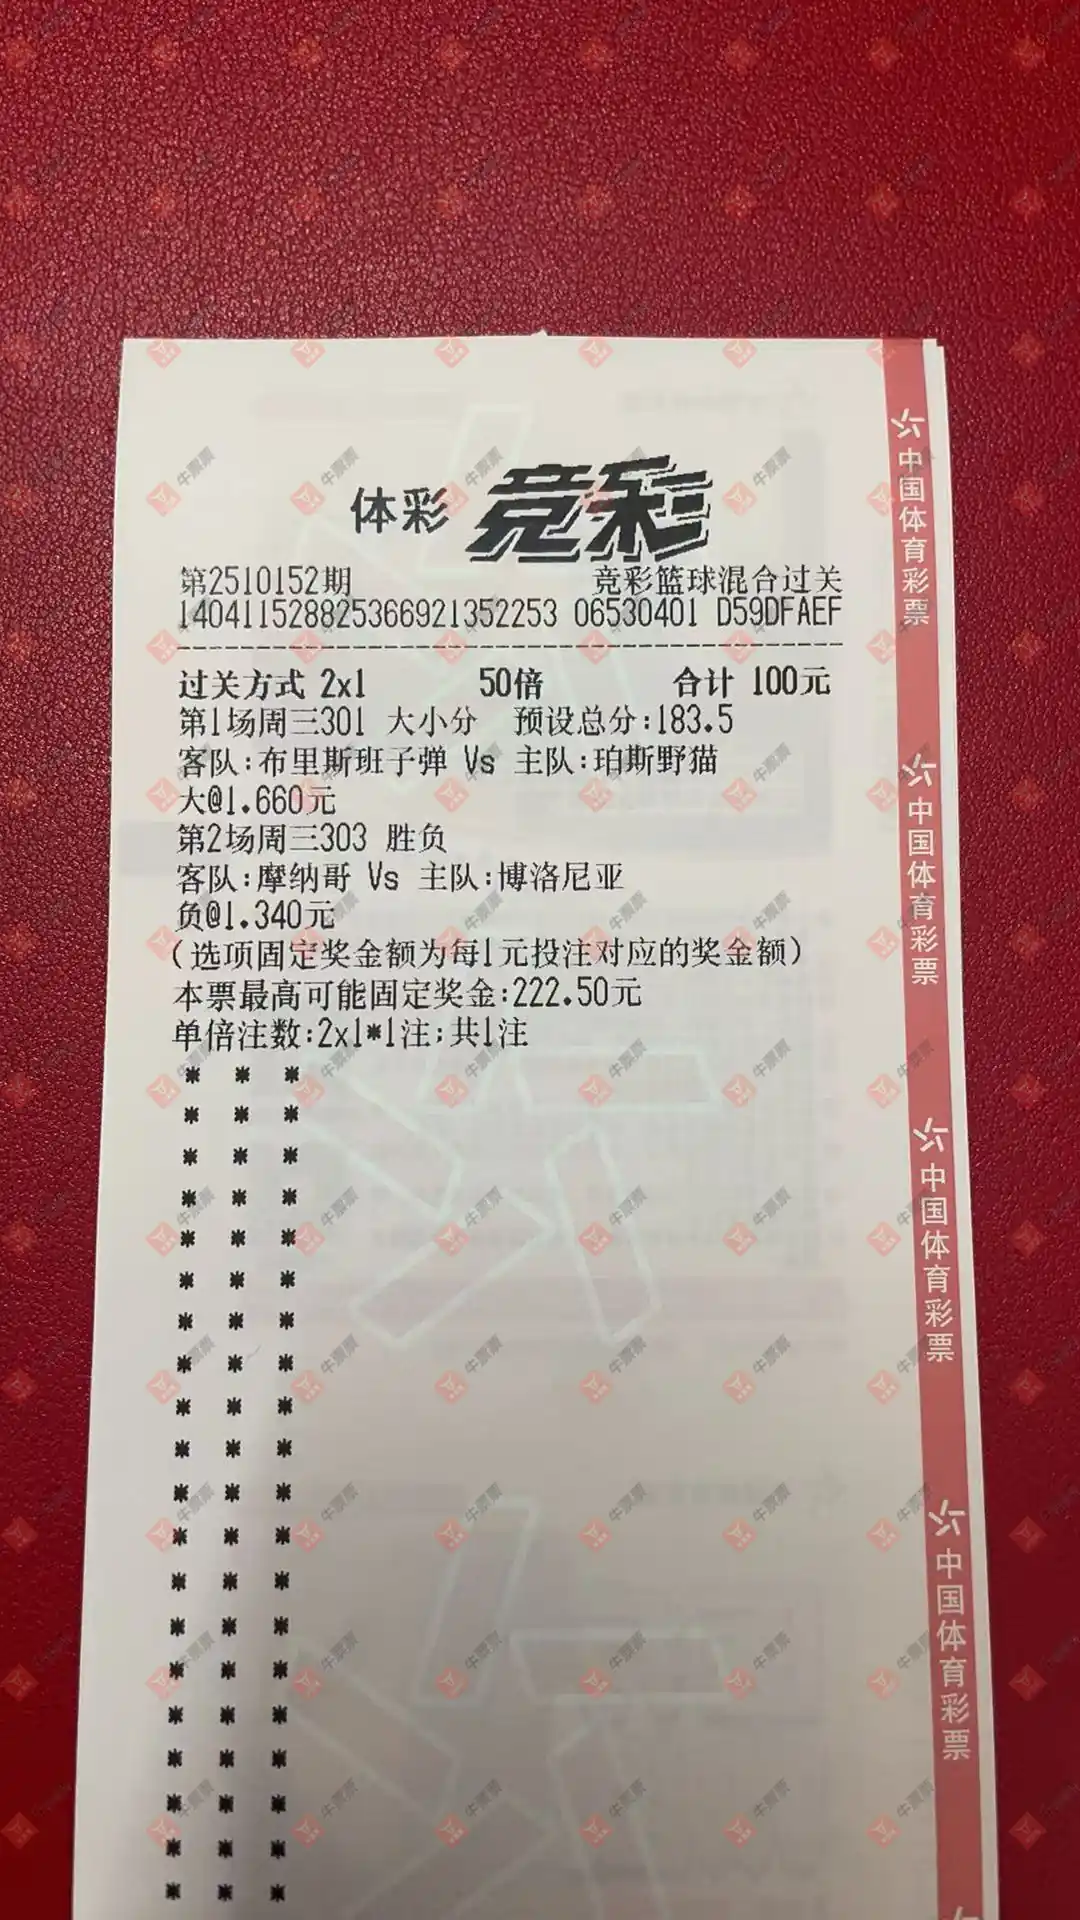 体彩 竞彩
第2510152期 竞彩篮球混合过关
140411528825366921352253 06530401 D59DFAEF
过关方式 2x1 50倍 合计 100元
第1场周三301 大小分 预设总分:183.5
客队:布里斯班子弹 Vs 主队:珀斯野猫
大@1.660元
第2场周三303 胜负
客队:摩纳哥 Vs 主队:博洛尼亚
负@1.340元
(选项固定奖金额为每1元投注对应的奖金额)
本票最高可能固定奖金:222.50元
单倍注数:2x1*1注;共1注
中国体育彩票
中国体育彩票
中国体育彩票
中国体育彩票
牛票票